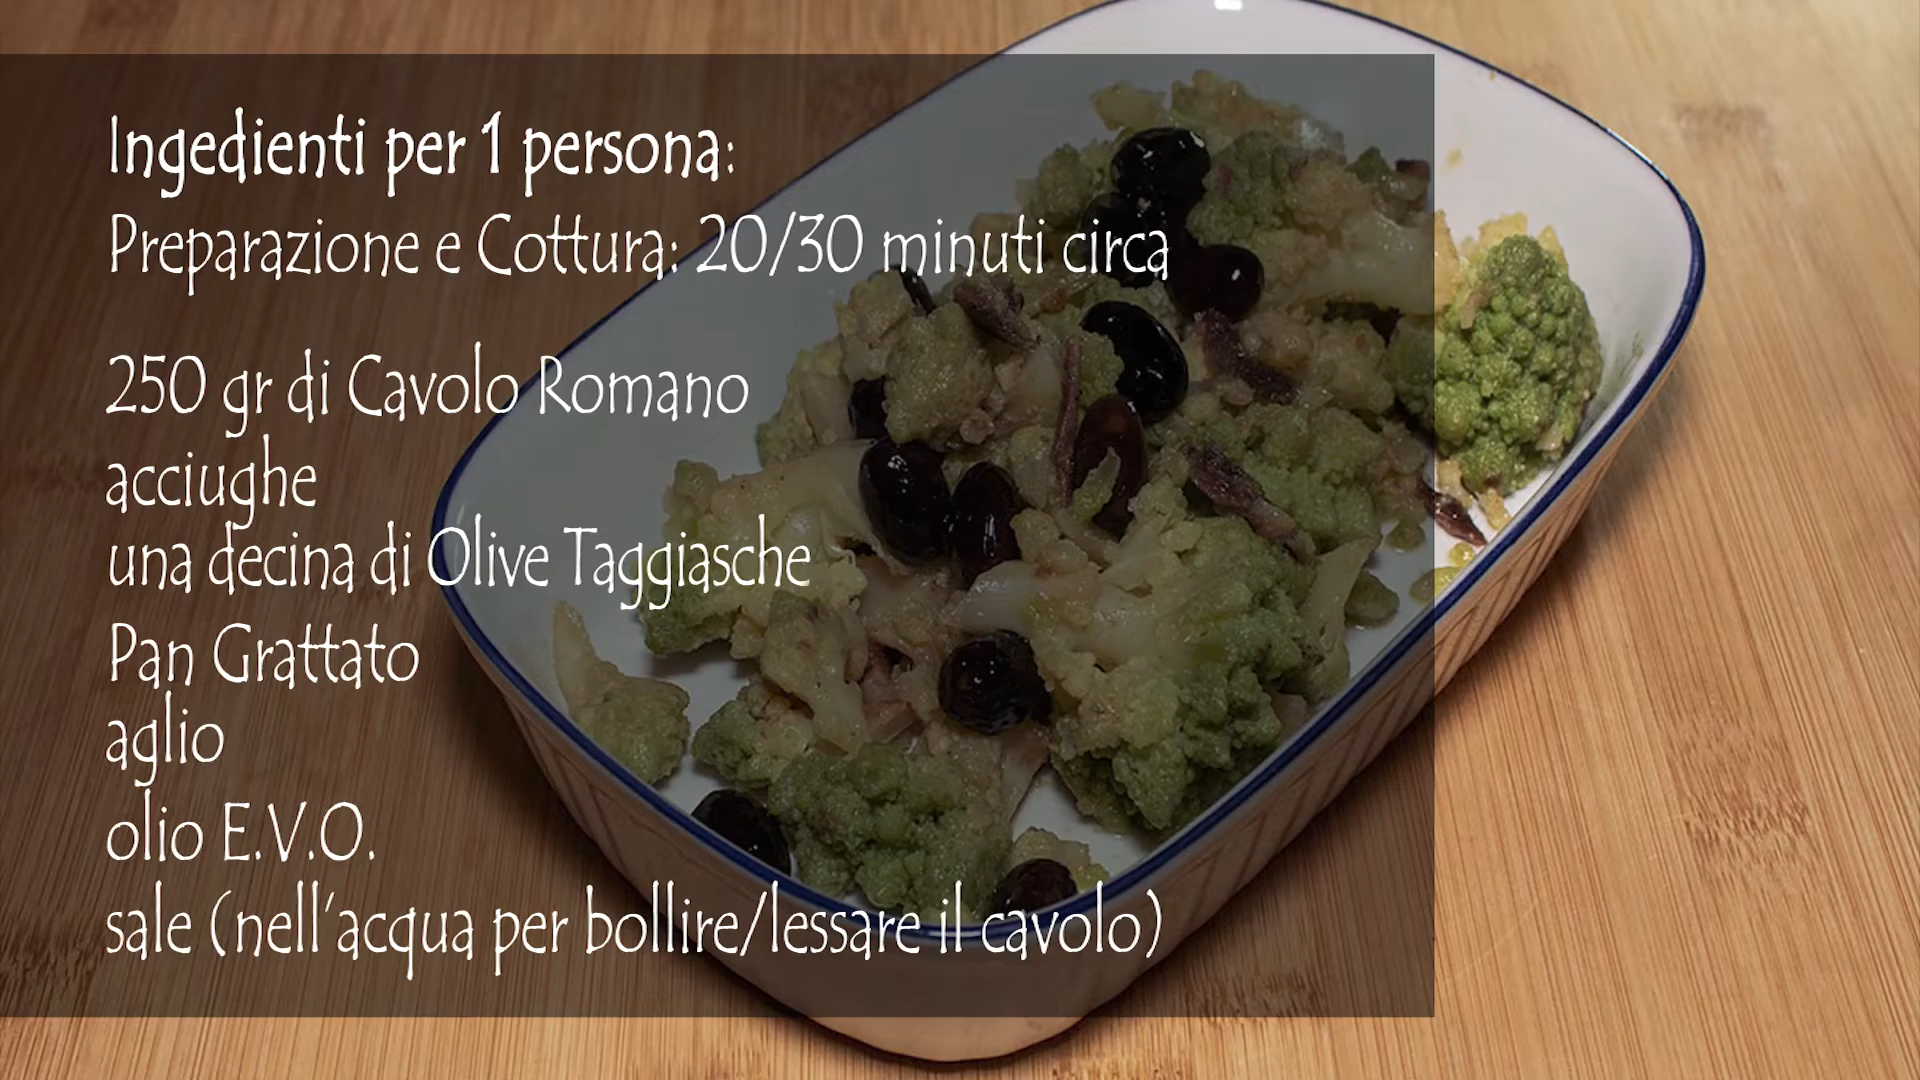 Ingedienti per 1 persona:
Preparazione e Cottura: 20/30 minuti circa
250 gr di Cavolo Romano
acciughe
una decina di Olive Taggiasche
Pan Grattato
aglio
olio E.V.O.
sale (nell'acqua per bollire/lessare il cavolo)